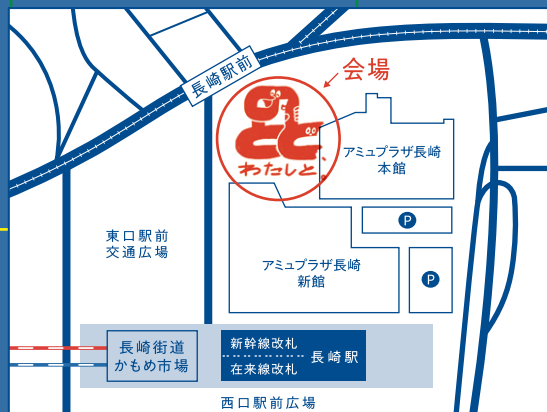 長崎駅前
会場
のと、
わたしと、
アミュプラザ長崎
本館
P
東口駅前
交通広場
アミュプラザ長崎
新館
P
長崎街道
かもめ市場
新幹線改札
長崎駅
在来線改札
西口駅前広場